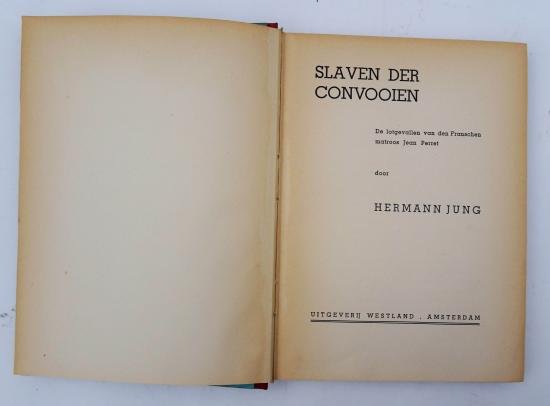 SLAVEN DER
CONVOOIEN
De lotgevallen van den Franschen
matroos Jean Perret
door
HERMANN JUNG
UITGEVERIJ WESTLAND . AMSTERDAM